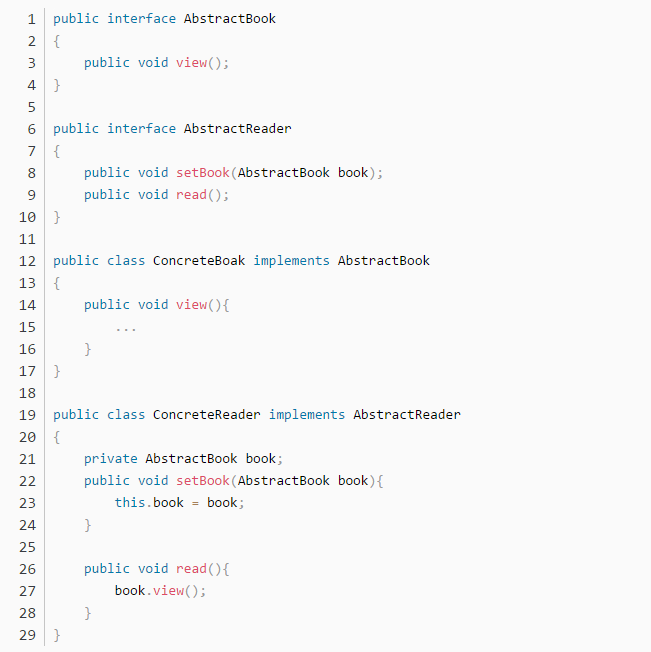 1 public interface AbstractBook
2 {
3     public void view();
4 }
5
6 public interface AbstractReader
7 {
8     public void setBook(AbstractBook book);
9     public void read();
10 }
11
12 public class ConcreteBoak implements AbstractBook
13 {
14     public void view(){
15         ...
16     }
17 }
18
19 public class ConcreteReader implements AbstractReader
20 {
21     private AbstractBook book;
22     public void setBook(AbstractBook book){
23         this.book = book;
24     }
25
26     public void read(){
27         book.view();
28     }
29 }